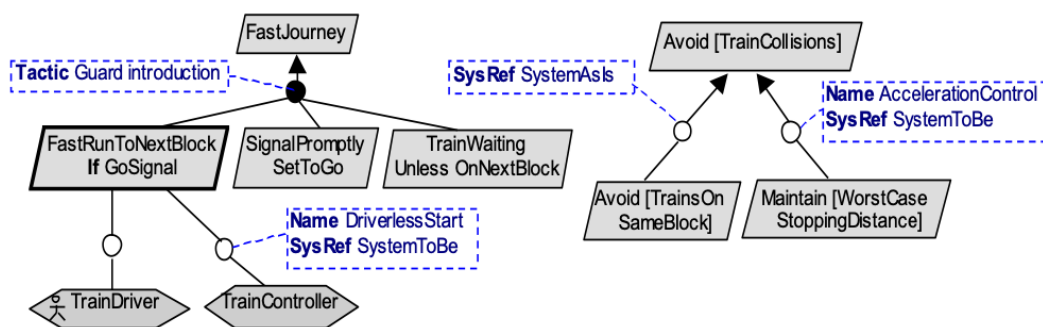 FastJourney
Tactic Guard introduction
FastRunToNextBlock
If GoSignal
SignalPromptly
SetToGo
TrainWaiting
Unless OnNextBlock
Name DriverlessStart
SysRef SystemToBe
TrainDriver
TrainController
Avoid [TrainCollisions]
SysRef SystemAsIs
Name AccelerationControl
SysRef SystemToBe
Avoid [TrainsOn
SameBlock]
Maintain [WorstCase
StoppingDistance]